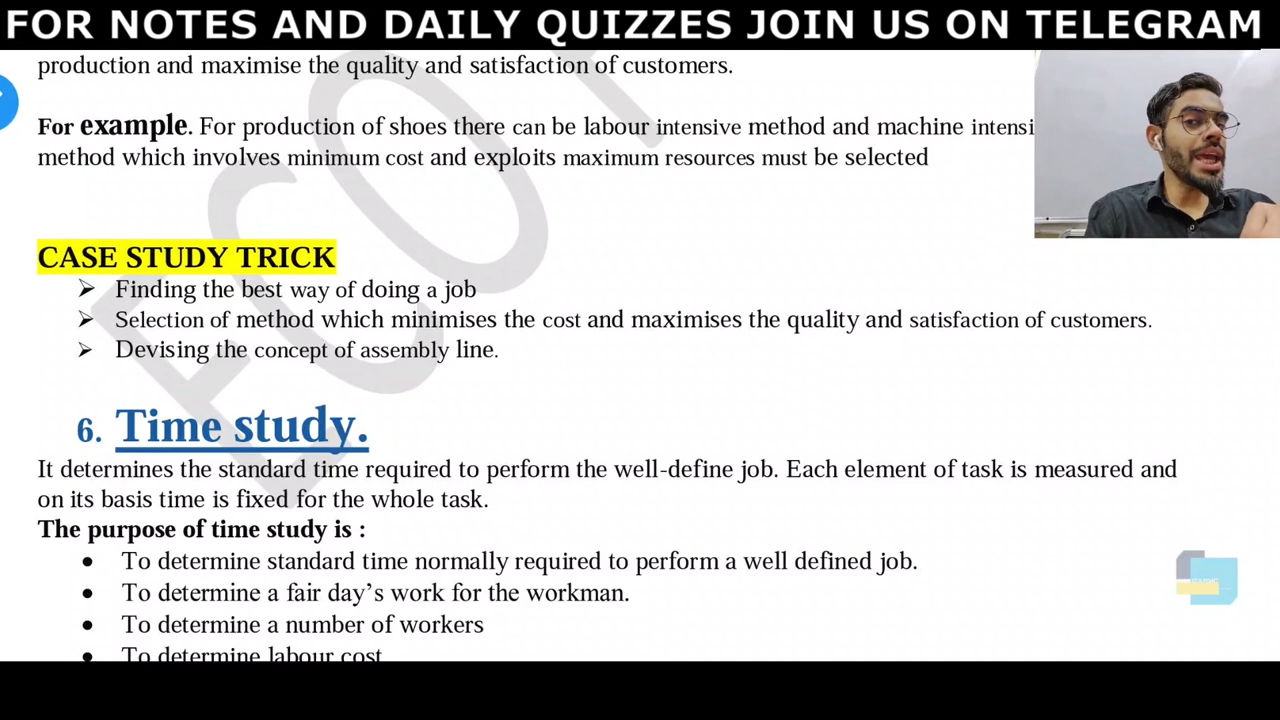 FOR NOTES AND DAILY QUIZZES JOIN US ON TELEGRAM
production and maximise the quality and satisfaction of customers.
For example. For production of shoes there can be labour intensive method and machine intensi
method which involves minimum cost and exploits maximum resources must be selected
CASE STUDY TRICK
➢ Finding the best way of doing a job
➢ Selection of method which minimises the cost and maximises the quality and satisfaction of customers.
➢ Devising the concept of assembly line.
6. Time study.
It determines the standard time required to perform the well-define job. Each element of task is measured and
on its basis time is fixed for the whole task.
The purpose of time study is :
• To determine standard time normally required to perform a well defined job.
• To determine a fair day’s work for the workman.
• To determine a number of workers
• To determine labour cost